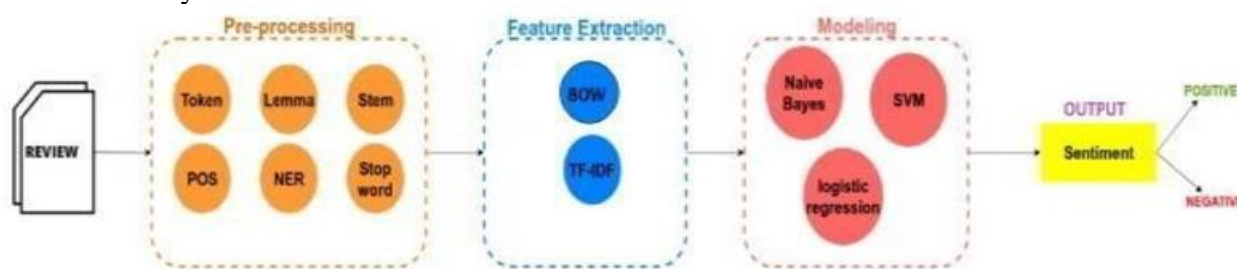 Pre-processing
Feature Extraction
Modeling
REVIEW
Token
Lemma
Stem
POS
NER
Stop
word
BOW
TF-IDF
Naive
Bayes
SVM
logistic
regression
OUTPUT
Sentiment
POSITIVE
NEGATIVE